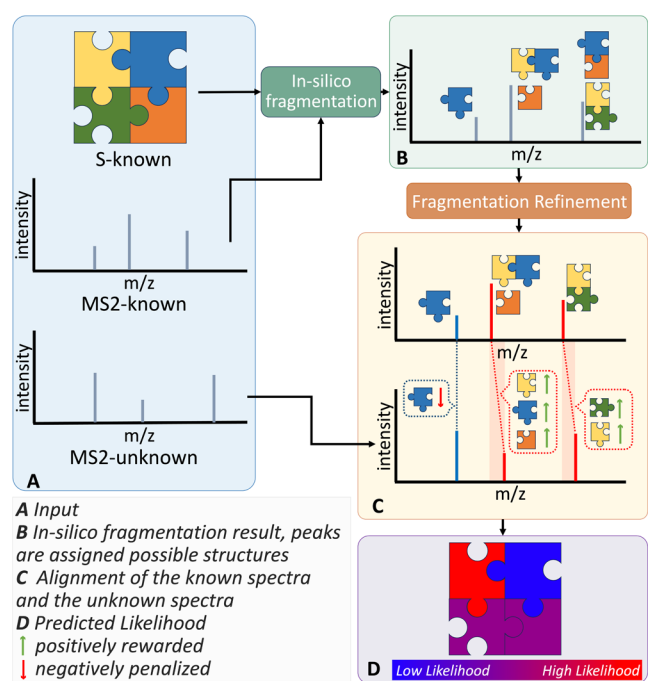 S-known
intensity
m/z
MS2-known
intensity
m/z
MS2-unknown
A
In-silico
fragmentation
intensity
m/z
B
Fragmentation Refinement
intensity
m/z
intensity
m/z
C
A Input
B In-silico fragmentation result, peaks
are assigned possible structures
C Alignment of the known spectra
and the unknown spectra
D Predicted Likelihood
↑ positively rewarded
↓ negatively penalized
D
Low Likelihood
High Likelihood